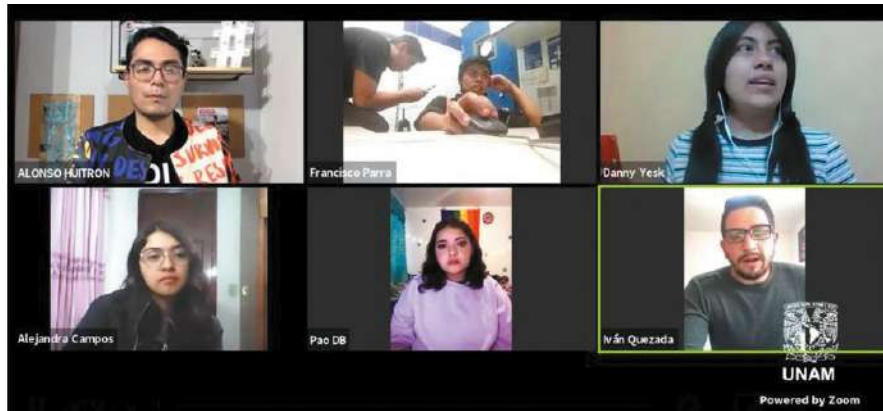 ALONSO HUITRON
Francisco Parra
Danny Yesk
Alejandra Campos
Pao DB
Iván Quezada
UNAM
Powered by Zoom